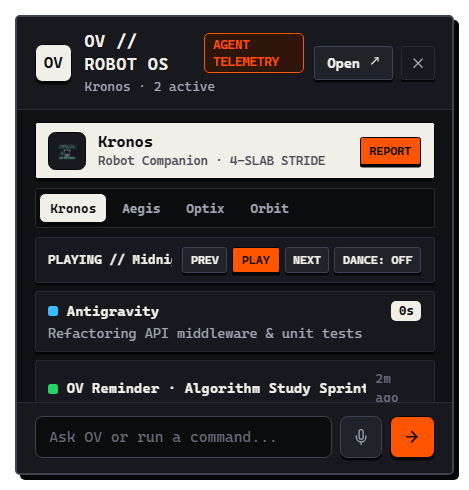 OV
OV //
ROBOT OS
AGENT
TELEMETRY
Kronos · 2 active
Open ↗
Kronos
Robot Companion · 4-SLAB STRIDE
REPORT
Kronos Aegis Optix Orbit
PLAYING // Midni
PREV PLAY NEXT DANCE: OFF
Antigravity 0s
Refactoring API middleware & unit tests
OV Reminder · Algorithm Study Sprint 2m
ago
Ask OV or run a command...